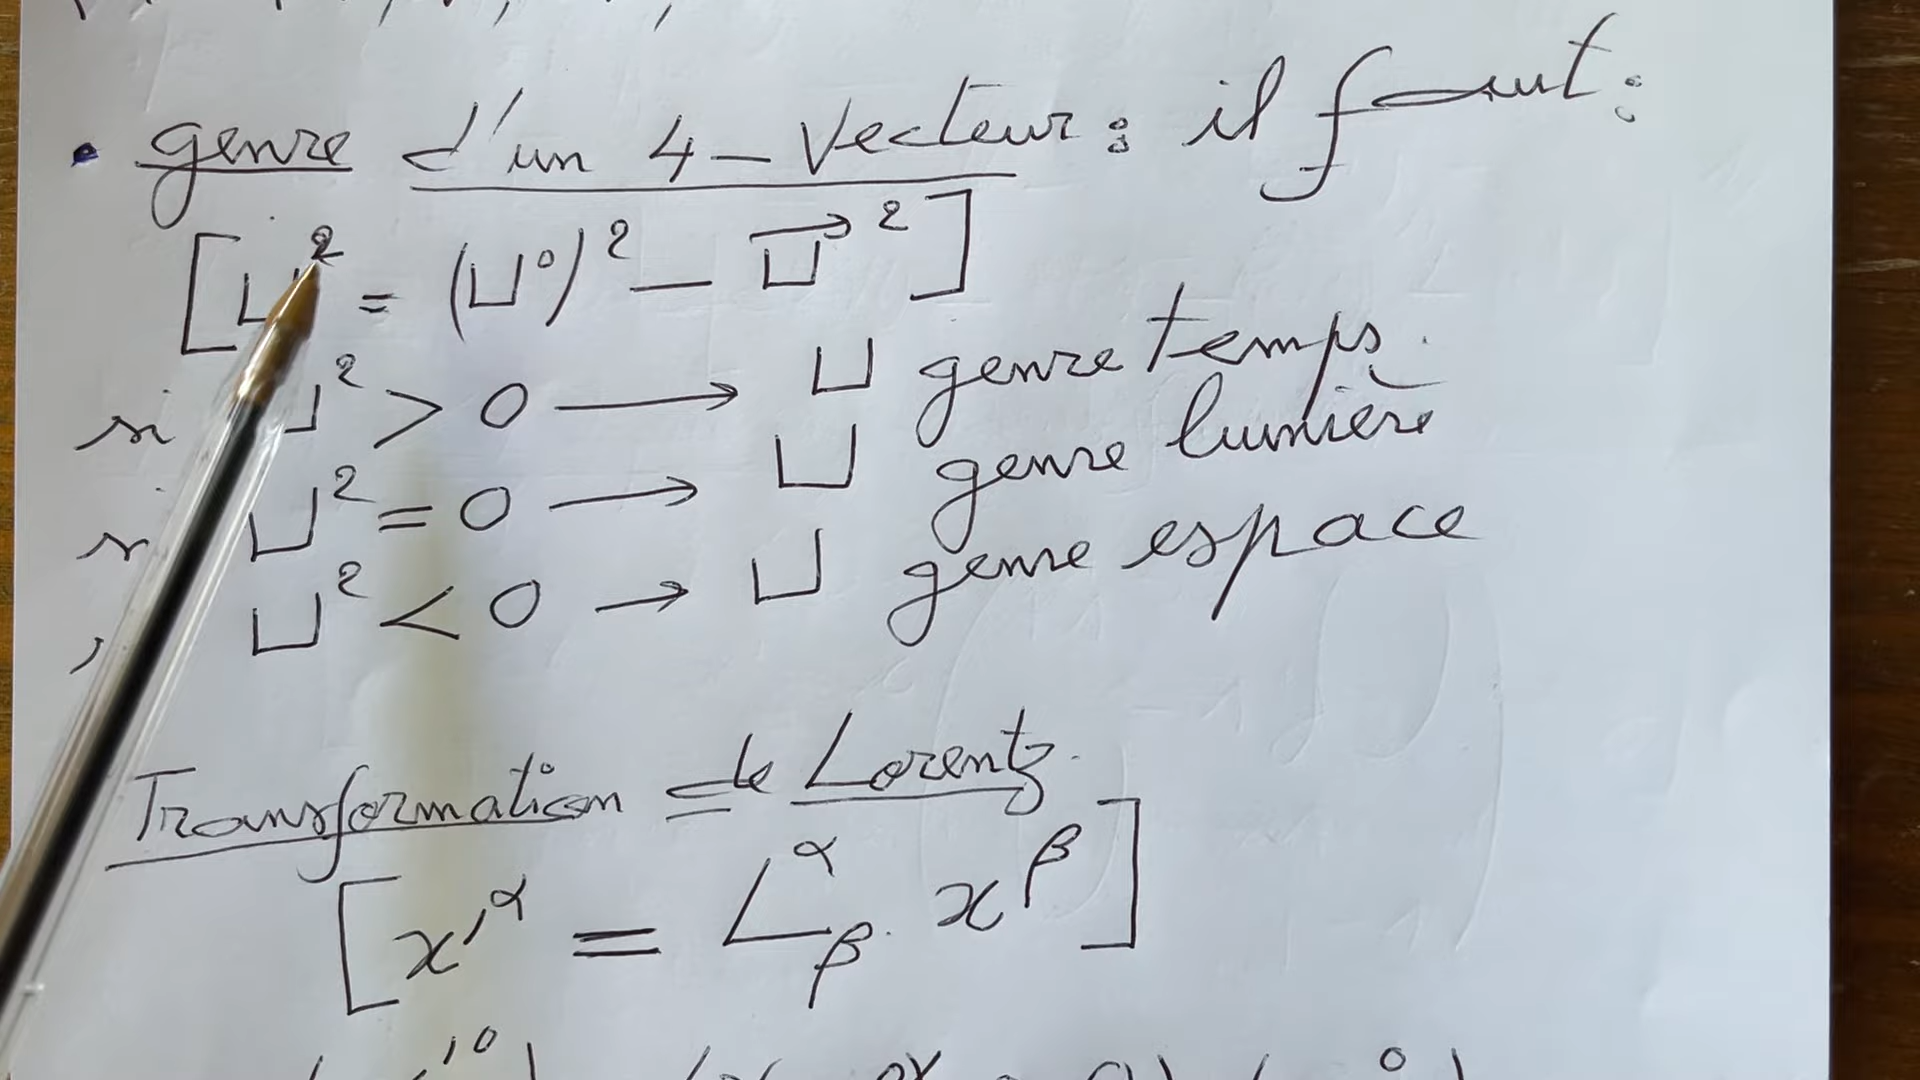 • genre d'un 4-Vecteur : il faut :
[U² = (U⁰)² − U⃗²]
si U² > 0 → U genre temps.
si U² = 0 → U genre lumière
U² < 0 → U genre espace
Transformation de Lorentz.
[x'^α = L^α_β . x^β]